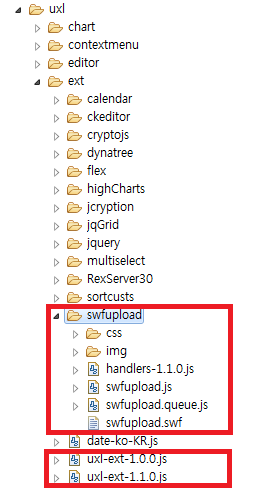 uxl
chart
contextmenu
editor
ext
calendar
ckeditor
cryptojs
dynatree
flex
highCharts
jcryption
jqGrid
jquery
multiselect
RexServer30
sortcusts
swfupload
css
img
handlers-1.1.0.js
swfupload.js
swfupload.queue.js
swfupload.swf
date-ko-KR.js
uxl-ext-1.0.0.js
uxl-ext-1.1.0.js